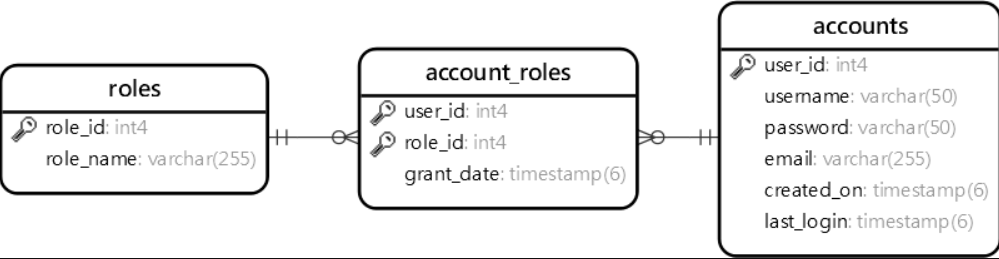 roles
role_id: int4
role_name: varchar(255)
account_roles
user_id: int4
role_id: int4
grant_date: timestamp(6)
accounts
user_id: int4
username: varchar(50)
password: varchar(50)
email: varchar(255)
created_on: timestamp(6)
last_login: timestamp(6)